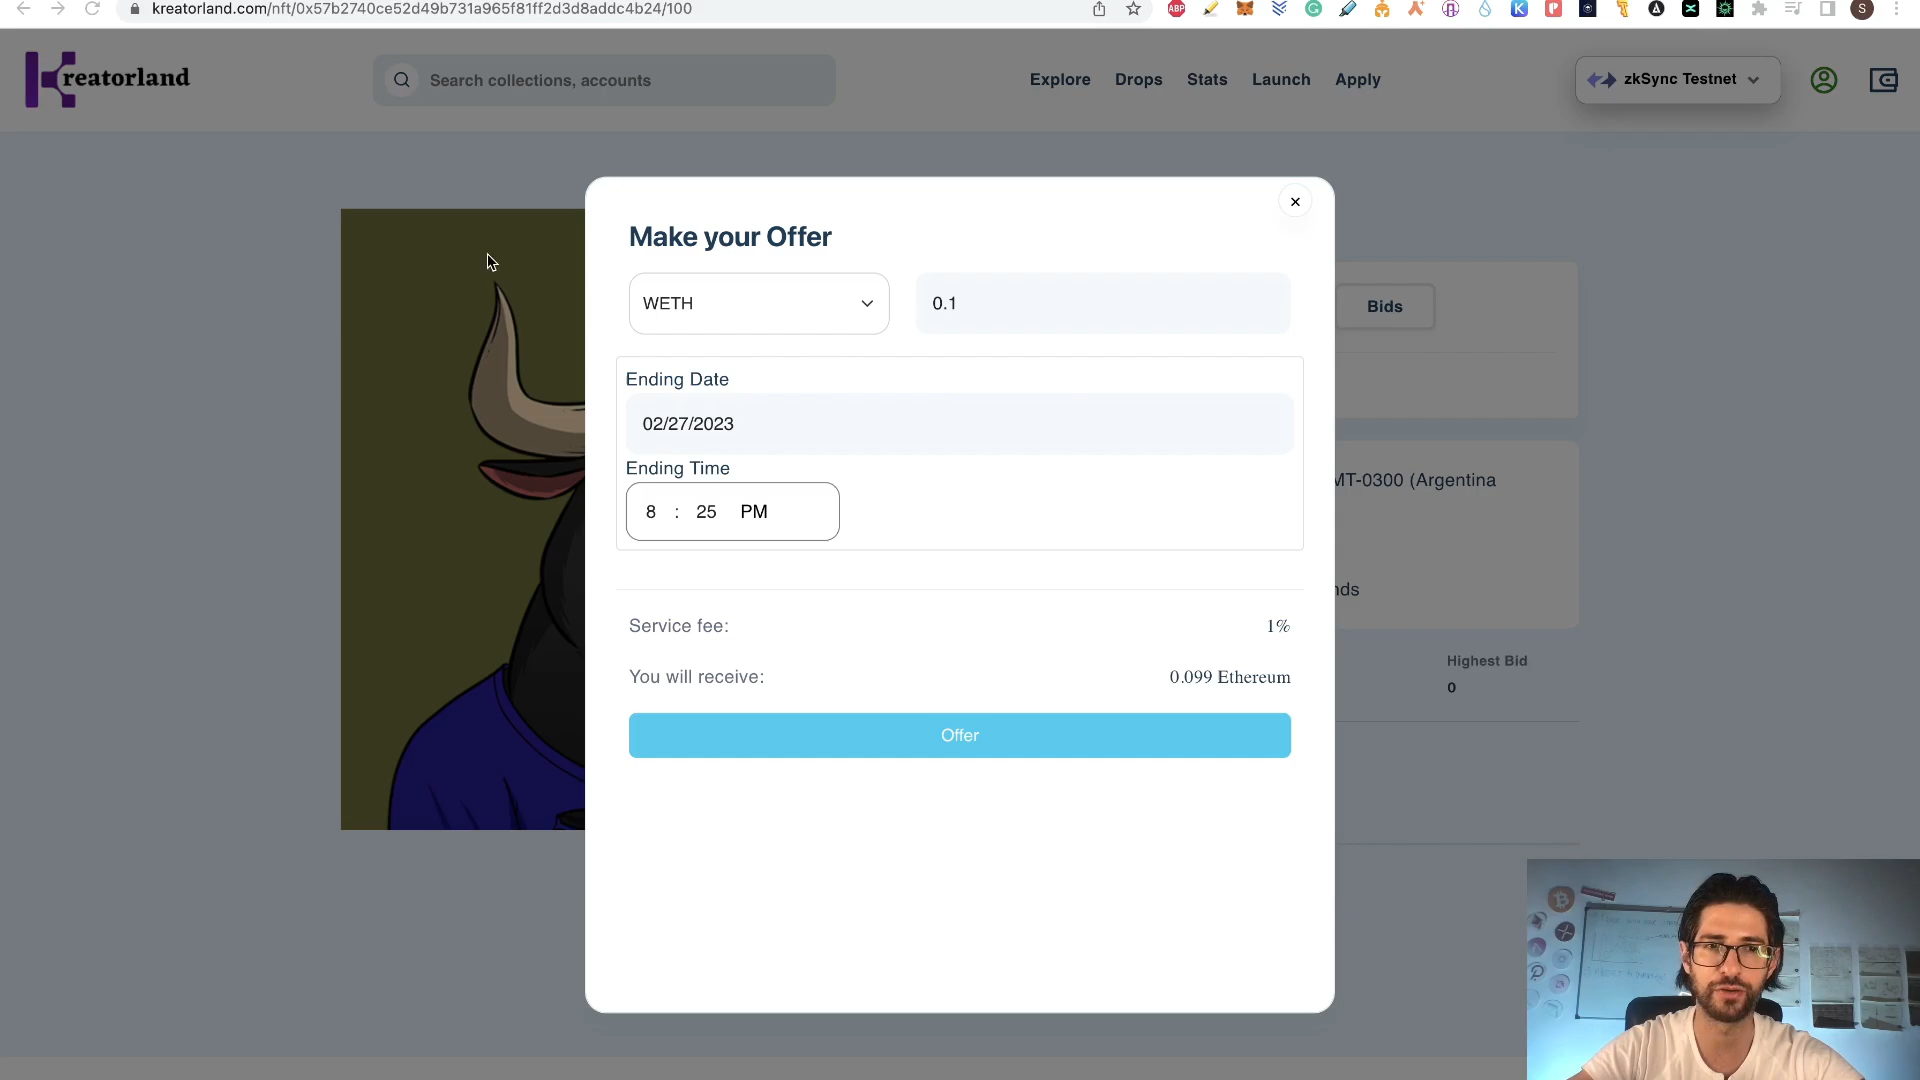 kreatorland.com/nft/0x57b2740ce52d49b731a965f81ff2d3d8addc4b24/100
ABP
S
Kreatorland
Search collections, accounts
Explore
Drops
Stats
Launch
Apply
zkSync Testnet
Make your Offer
WETH
0.1
Bids
Ending Date
02/27/2023
Ending Time
8 : 25 PM
MT-0300 (Argentina
nds
Service fee:
1%
Highest Bid
0
You will receive:
0.099 Ethereum
Offer